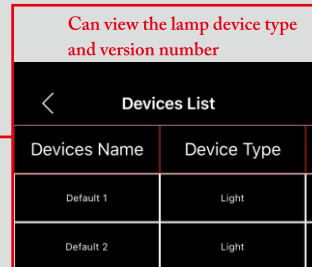 Can view the lamp device type
and version number
Devices List
Devices Name Device Type
Default 1 Light
Default 2 Light